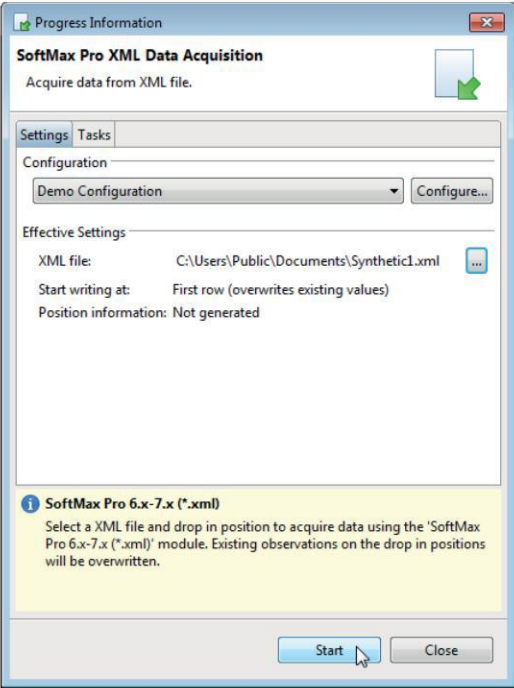 Progress Information
SoftMax Pro XML Data Acquisition
Acquire data from XML file.
Settings Tasks
Configuration
Demo Configuration Configure...
Effective Settings
XML file: C:\Users\Public\Documents\Synthetic1.xml ...
Start writing at: First row (overwrites existing values)
Position information: Not generated
SoftMax Pro 6.x-7.x (*.xml)
Select a XML file and drop in position to acquire data using the 'SoftMax
Pro 6.x-7.x (*.xml)' module. Existing observations on the drop in positions
will be overwritten.
Start Close